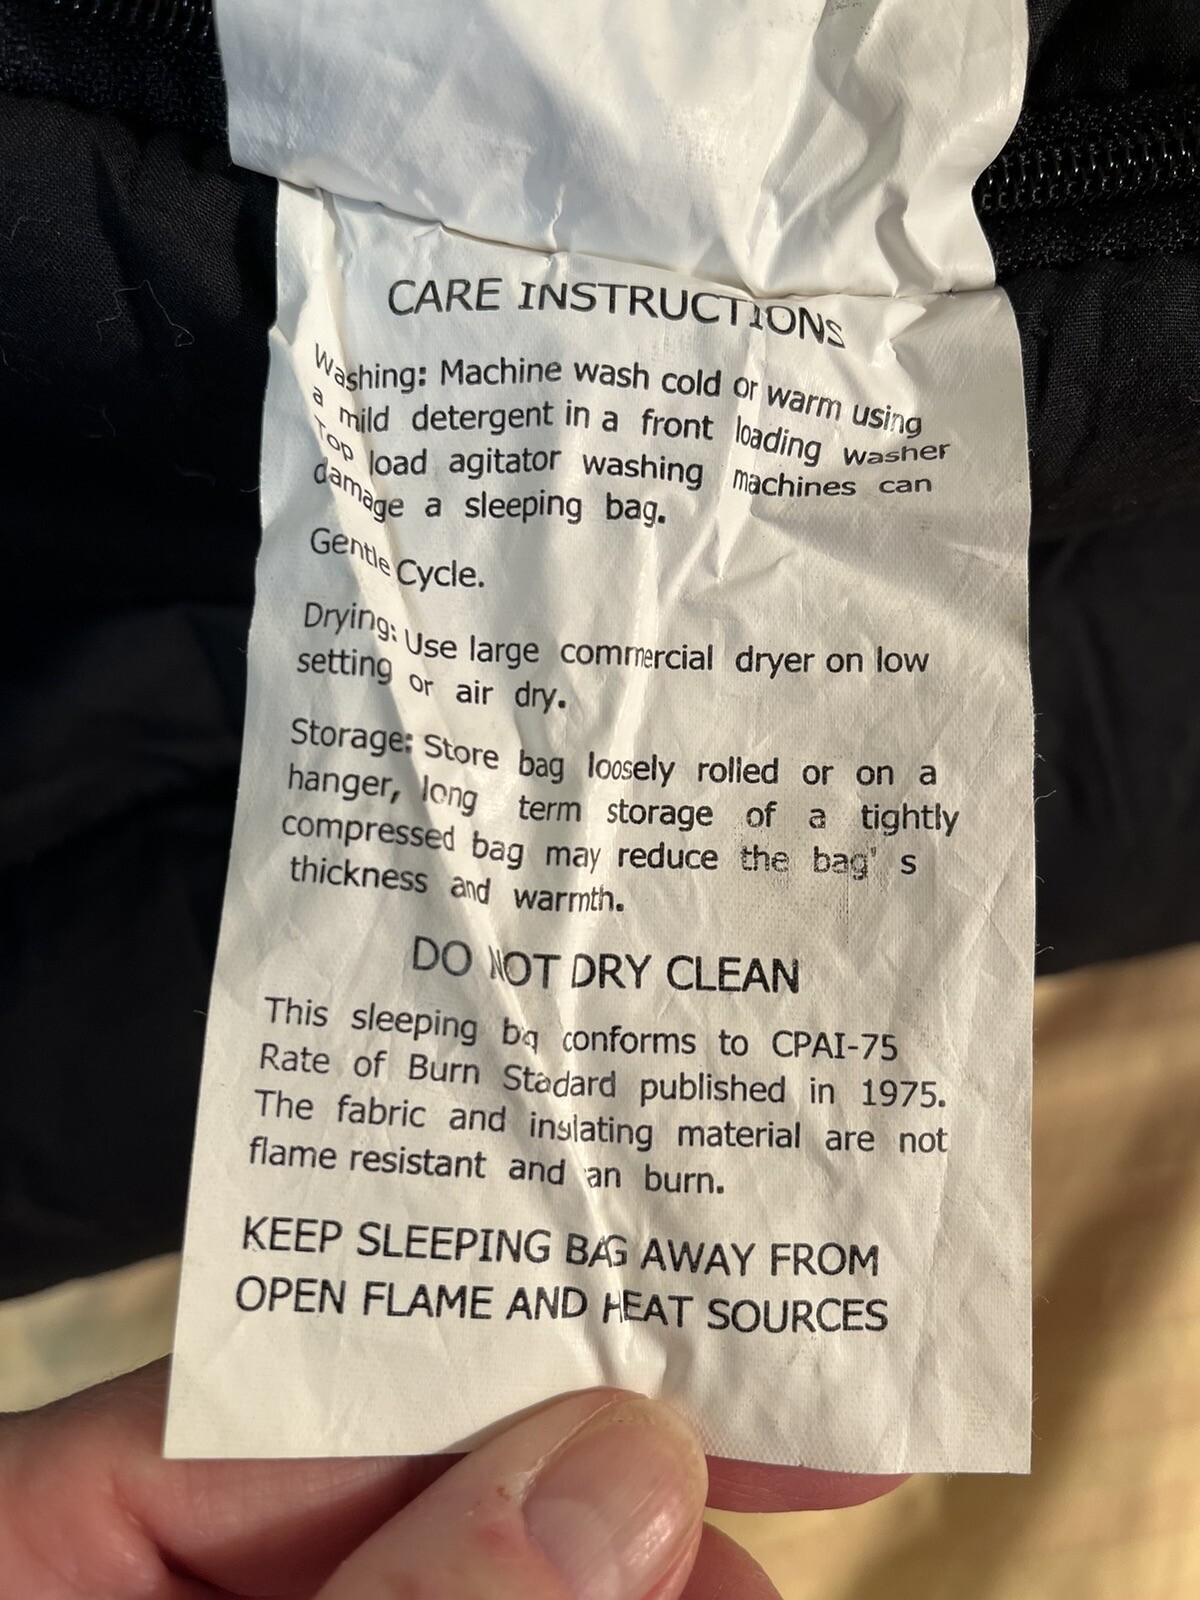 CARE INSTRUCTIONS
Washing: Machine wash cold or warm using
a mild detergent in a front loading washer
Top load agitator washing machines can
damage a sleeping bag.
Gentle Cycle.
Drying: Use large commercial dryer on low
setting or air dry.
Storage: Store bag loosely rolled or on a
hanger, long term storage of a tightly
compressed bag may reduce the bag' s
thickness and warmth.
DO NOT DRY CLEAN
This sleeping bag conforms to CPAI-75
Rate of Burn Standard published in 1975.
The fabric and insulating material are not
flame resistant and can burn.
KEEP SLEEPING BAG AWAY FROM
OPEN FLAME AND HEAT SOURCES